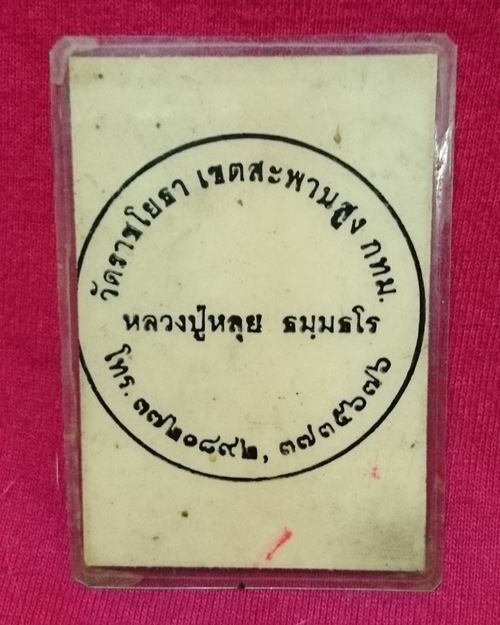 วัดราชโยธา เขตสะพานสูง กทม.
หลวงปู่หลุย ธมฺมธโร
โทร. ๓๗๒๐๘๙๒, ๓๗๓๕๖๗๖